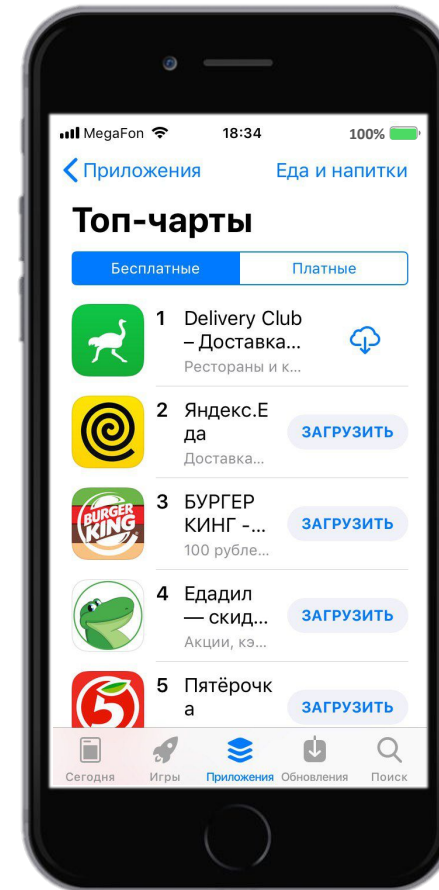 MegaFon 18:34 100%
Приложения Еда и напитки
Топ-чарты
Бесплатные Платные
1 Delivery Club
– Доставка...
Рестораны и к...
2 Яндекс.Е
да
Доставка...
ЗАГРУЗИТЬ
BURGER
KING
3 БУРГЕР
КИНГ -...
100 рубле...
ЗАГРУЗИТЬ
4 Едадил
— скид...
Акции, кэ...
ЗАГРУЗИТЬ
5
5 Пятёрочк
а
ЗАГРУЗИТЬ
Сегодня Игры Приложения Обновления Поиск